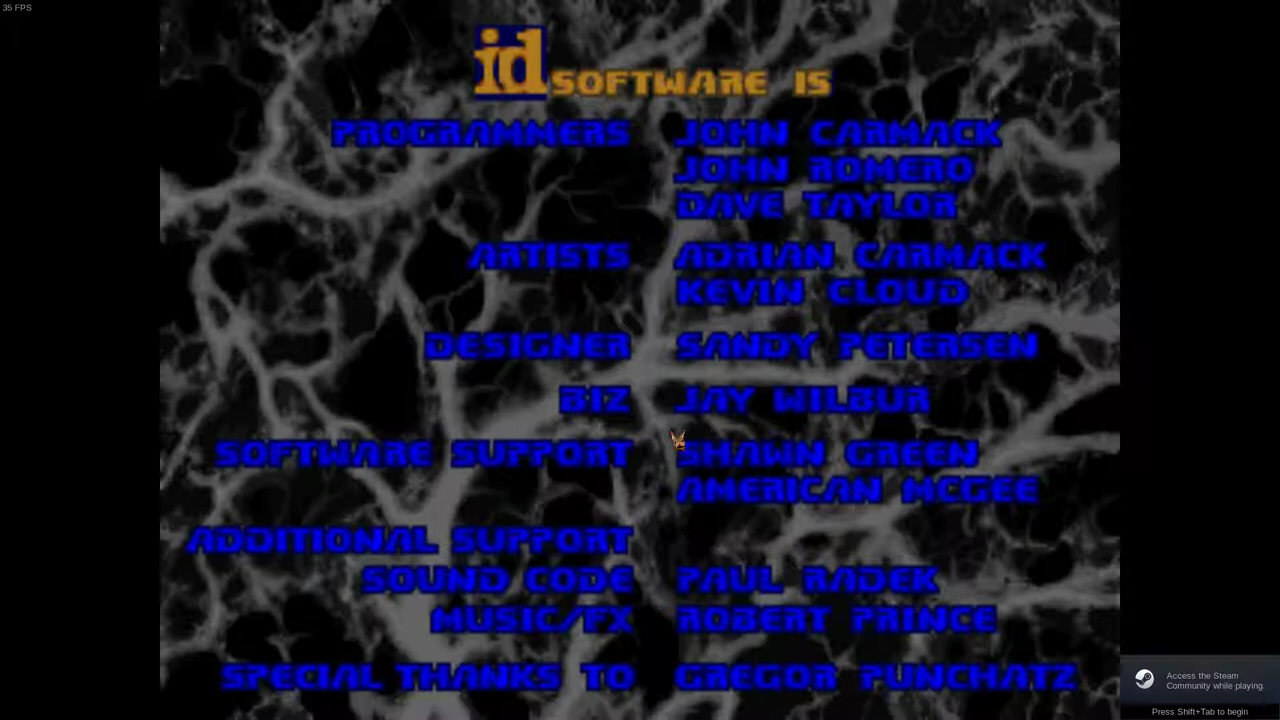 35 FPS
id SOFTWARE IS
PROGRAMMERS JOHN CARMACK
JOHN ROMERO
DAVE TAYLOR
ARTISTS ADRIAN CARMACK
KEVIN CLOUD
DESIGNER SANDY PETERSEN
BIZ JAY WILBUR
SOFTWARE SUPPORT SHAWN GREEN
AMERICAN MCGEE
ADDITIONAL SUPPORT
SOUND CODE PAUL RADEK
MUSIC/FX ROBERT PRINCE
SPECIAL THANKS TO GREGOR PUNCHATZ
Access the Steam
Community while playing.
Press Shift+Tab to begin